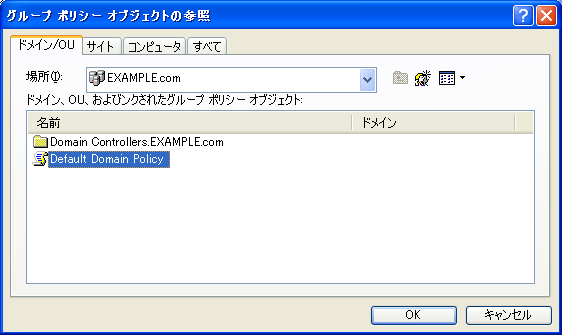 グループ ポリシー オブジェクトの参照
ドメイン/OU サイト コンピュータ すべて
場所(I): EXAMPLE.com
ドメイン、OU、およびンクされたグループ ポリシー オブジェクト:
名前 ドメイン
Domain Controllers.EXAMPLE.com
Default Domain Policy
OK キャンセル